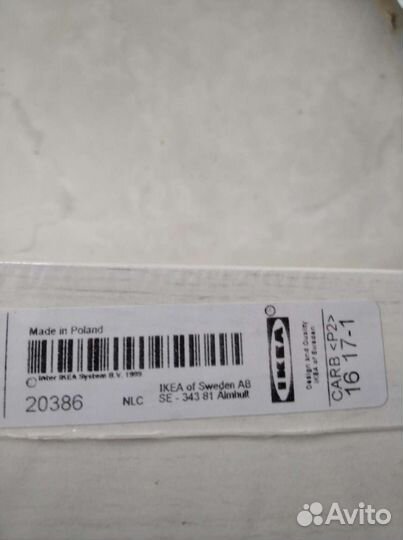 Made in Poland
© Inter IKEA Systems B.V. 1999
20386
NLC
IKEA of Sweden AB
SE - 343 81 Älmhult
IKEA
Design and Quality
IKEA of Sweden
CARB <P2>
16 17-1
Avito